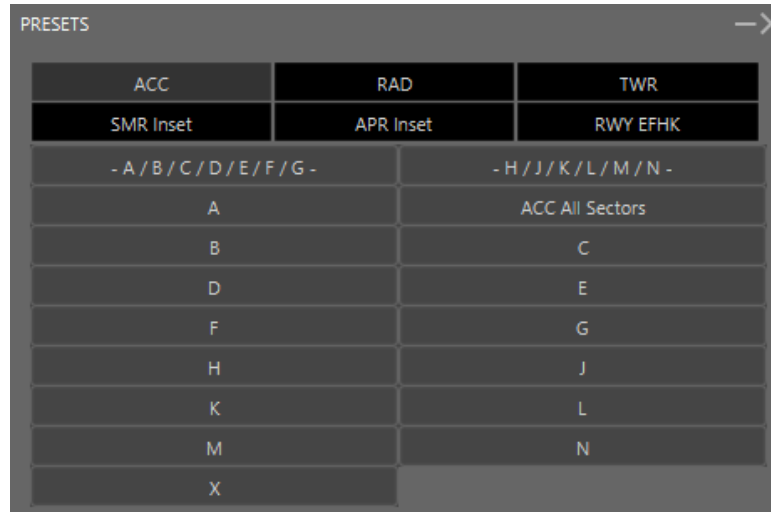 PRESETS
ACC RAD TWR
SMR Inset APR Inset RWY EFHK
- A / B / C / D / E / F / G - - H / J / K / L / M / N -
A ACC All Sectors
B C
D E
F G
H J
K L
M N
X